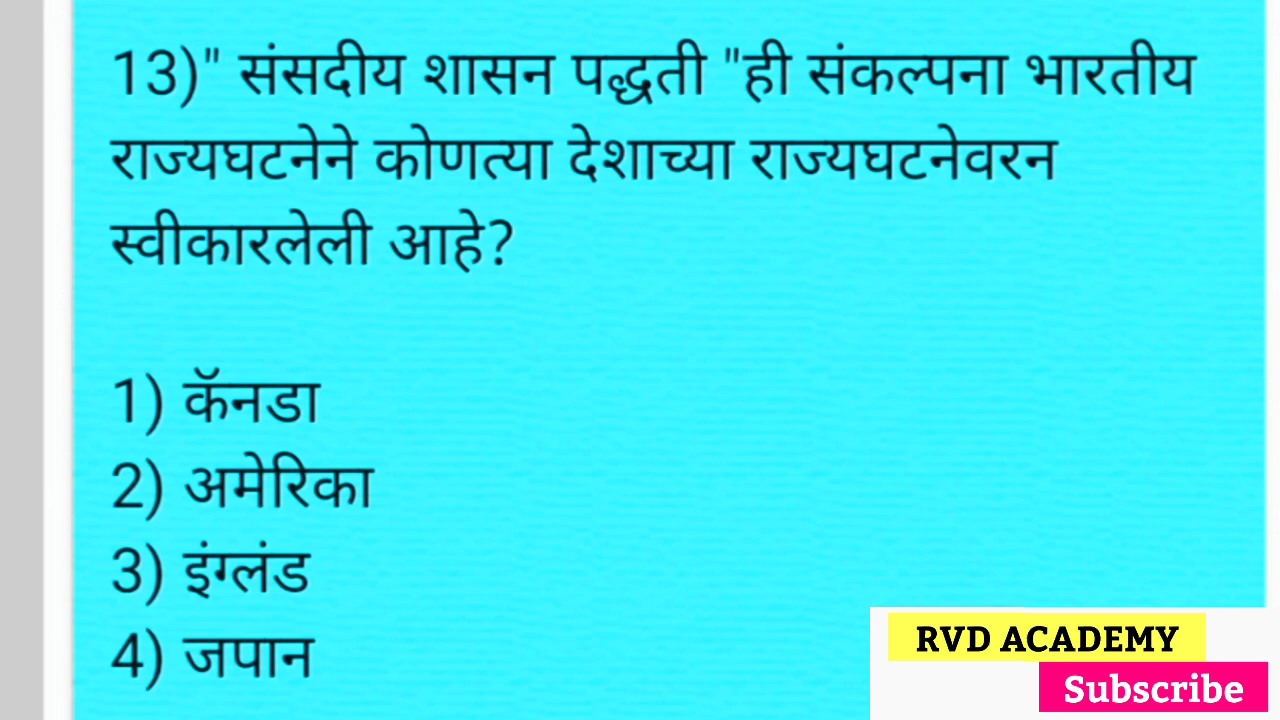 13)" संसदीय शासन पद्धती "ही संकल्पना भारतीय
राज्यघटनेने कोणत्या देशाच्या राज्यघटनेवरन
स्वीकारलेली आहे?
1) कॅनडा
2) अमेरिका
3) इंग्लंड
4) जपान
RVD ACADEMY
Subscribe